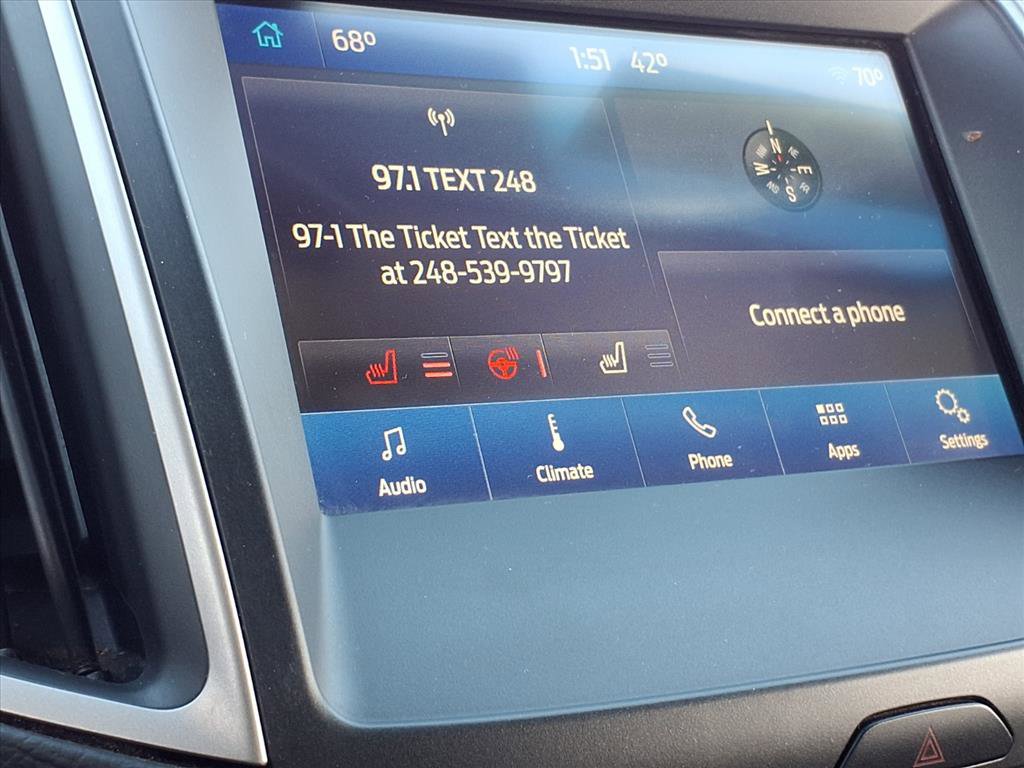 68°
1:51 42°
70°
97.1 TEXT 248
97-1 The Ticket Text the Ticket
at 248-539-9797
N
NE
E
S
W
Connect a phone
Audio
Climate
Phone
Apps
Settings